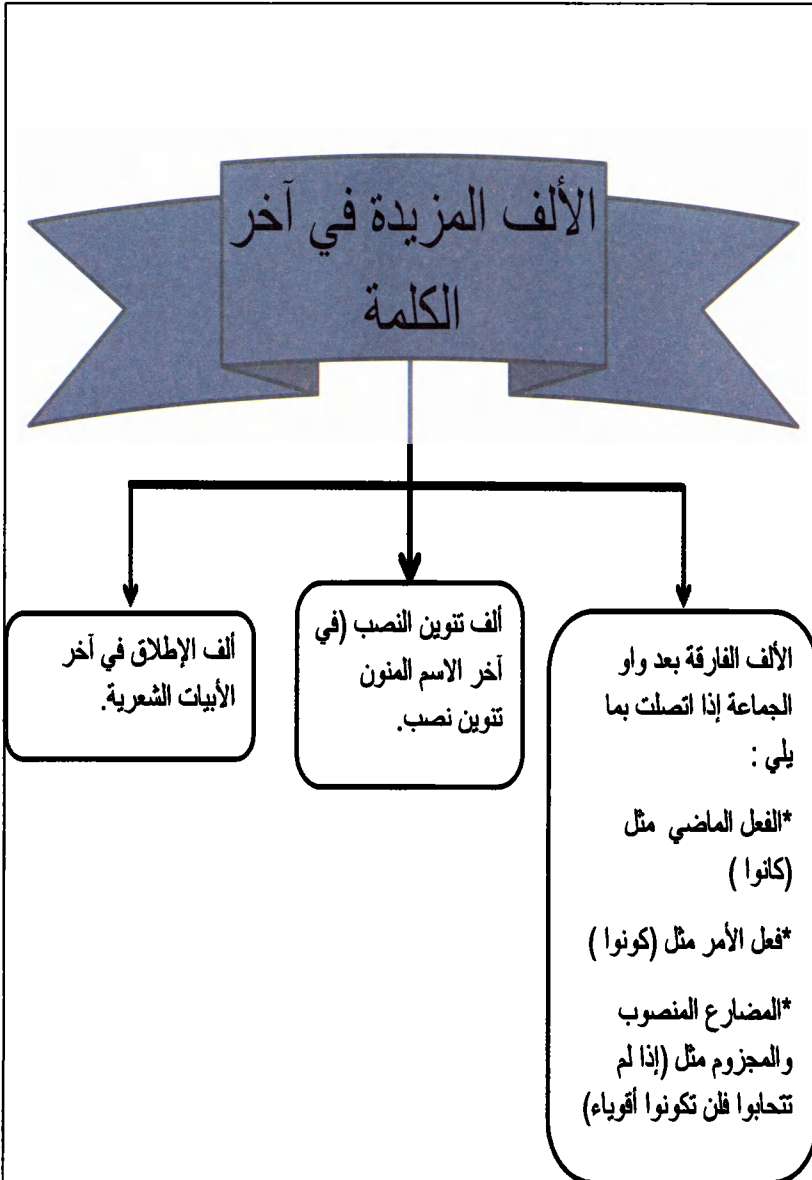 الألف المزيدة في آخر
الكلمة
الألف الفارقة بعد واو
الجماعة إذا اتصلت بما
يلي :
*الفعل الماضي مثل
(كانوا )
*فعل الأمر مثل (كونوا )
*المضارع المنصوب
والمجزوم مثل (إذا لم
تتحابوا فلن تكونوا أقوياء)
ألف تنوين النصب (في
آخر الاسم المنون
تنوين نصب.
ألف الإطلاق في آخر
الأبيات الشعرية.